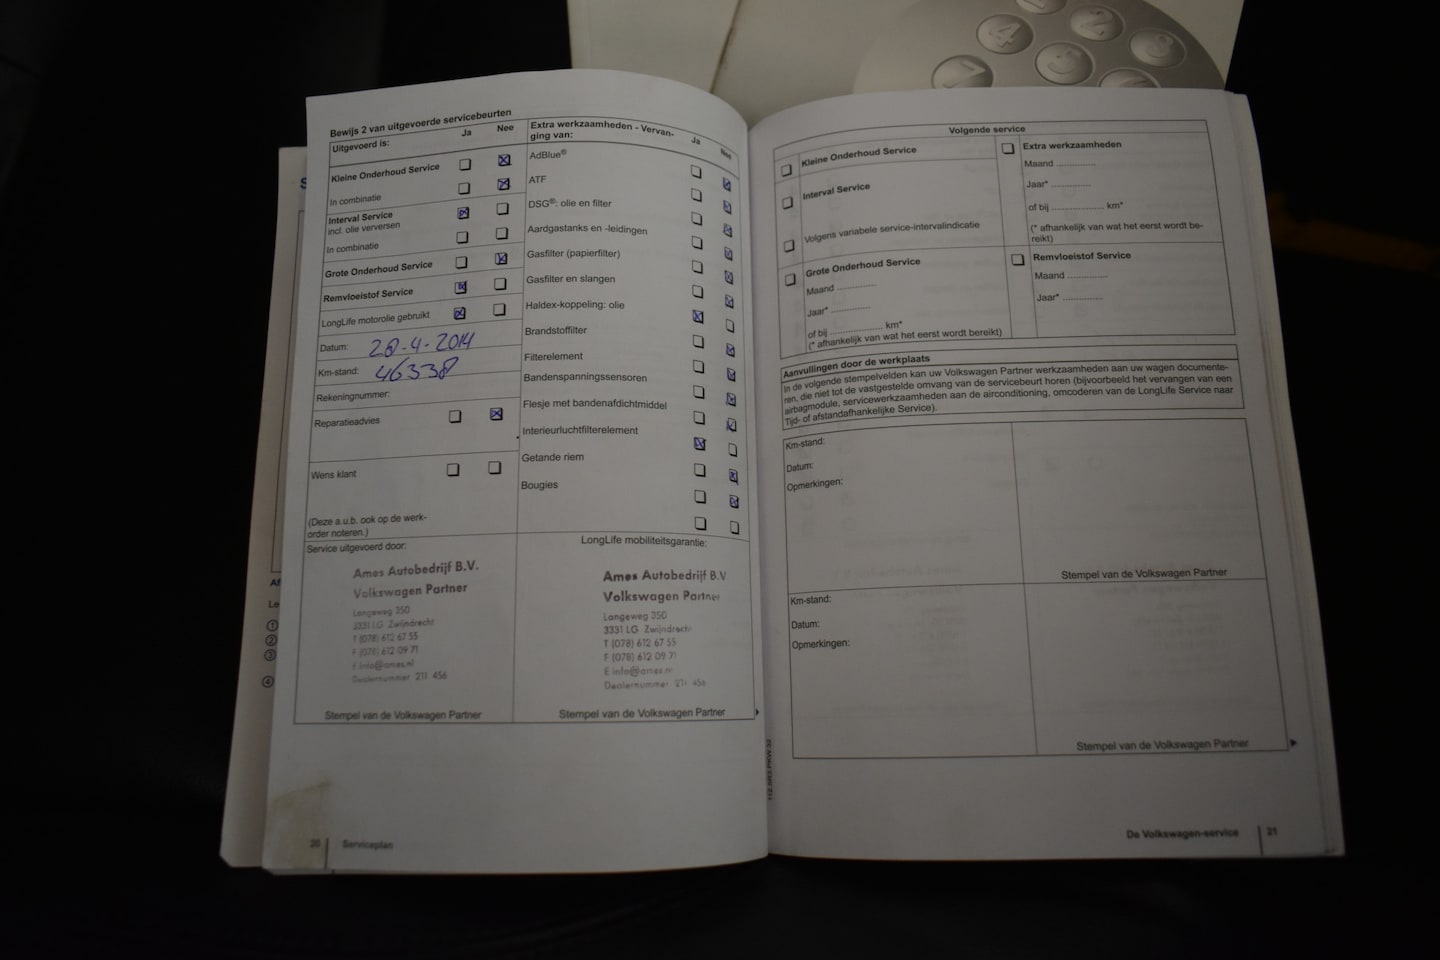 4
2
5
8
7
Bewijs 2 van uitgevoerde servicebeurten
Uitgevoerd is:
Ja
Nee
Kleine Onderhoud Service
In combinatie
Interval Service
incl. olie verversen
In combinatie
Grote Onderhoud Service
Remvloeistof Service
LongLife motorolie gebruikt
Datum: 28-4-2014
Km-stand: 46338
Rekeningnummer:
Reparatieadvies
Wens klant
(Deze a.u.b. ook op de werk-
order noteren.)
Extra werkzaamheden - Vervan-
ging van:
Ja
Nee
AdBlue®
ATF
DSG®: olie en filter
Aardgastanks en -leidingen
Gasfilter (papierfilter)
Gasfilter en slangen
Haldex-koppeling: olie
Brandstoffilter
Filterelement
Bandenspanningssensoren
Flesje met bandenafdichtmiddel
Interieurluchtfilterelement
Getande riem
Bougies
Service uitgevoerd door:
Ames Autobedrijf B.V.
Volkswagen Partner
Langeweg 350
3331 LG Zwijndrecht
T (078) 612 67 55
F (078) 612 09 71
E info@ames.nl
Dealernummer 211 456
Stempel van de Volkswagen Partner
LongLife mobiliteitsgarantie:
Ames Autobedrijf B.V
Volkswagen Partner
Langeweg 350
3331 LG Zwijndrecht
T (078) 612 67 55
F (078) 612 09 71
E info@ames.nl
Dealernummer 211 456
Stempel van de Volkswagen Partner
20
Serviceplan
Volgende service
Kleine Onderhoud Service
Interval Service
Volgens variabele service-intervalindicatie
Grote Onderhoud Service
Maand ..............
Jaar* ..............
of bij .................. km*
(* afhankelijk van wat het eerst wordt bereikt)
Extra werkzaamheden
Maand ..............
Jaar* ..............
of bij .................. km*
(* afhankelijk van wat het eerst wordt be-
reikt)
Remvloeistof Service
Maand ..............
Jaar* ..............
Aanvullingen door de werkplaats
In de volgende stempelvelden kan uw Volkswagen Partner werkzaamheden aan uw wagen documente-
ren, die niet tot de vastgestelde omvang van de servicebeurt horen (bijvoorbeeld het vervangen van een
airbagmodule, servicewerkzaamheden aan de airconditioning, omcoderen van de LongLife Service naar
Tijd- of afstandafhankelijke Service).
Km-stand:
Datum:
Opmerkingen:
Stempel van de Volkswagen Partner
Km-stand:
Datum:
Opmerkingen:
Stempel van de Volkswagen Partner
De Volkswagen-service
21